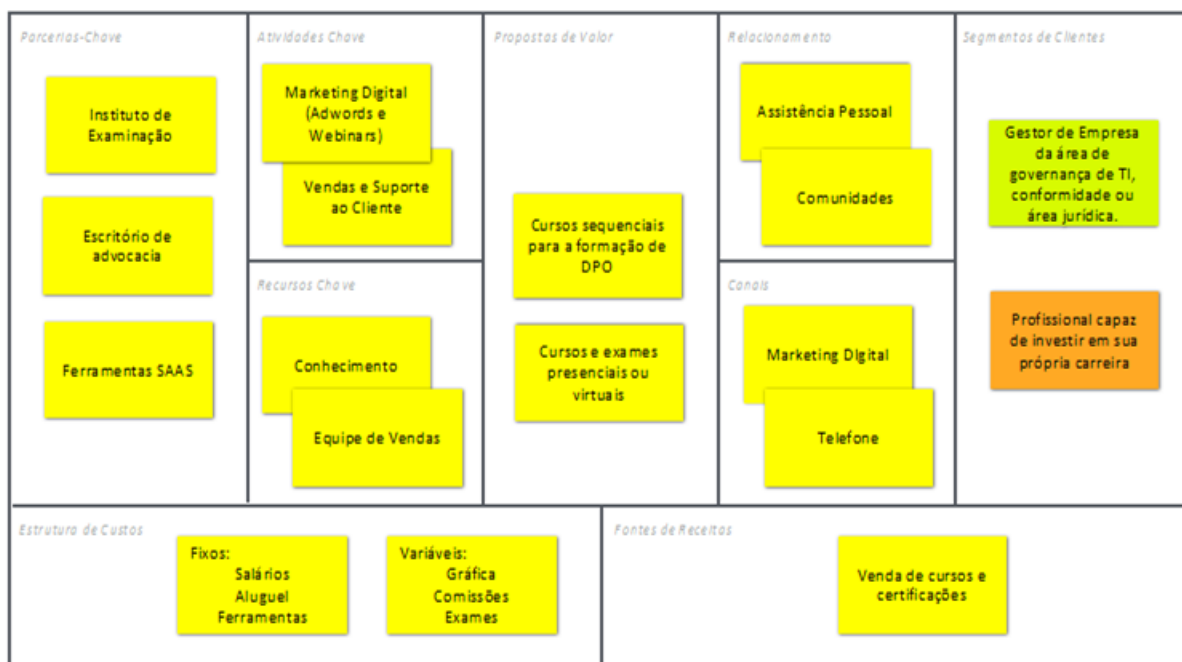 Parcerias-Chave
Instituto de
Examinação
Escritório de
advocacia
Ferramentas SAAS
Atividades Chave
Marketing Digital
(Adwords e
Webinars)
Vendas e Suporte
ao Cliente
Recursos Chave
Conhecimento
Equipe de Vendas
Propostas de Valor
Cursos sequenciais
para a formação de
DPO
Cursos e exames
presenciais ou
virtuais
Relacionamento
Assistência Pessoal
Comunidades
Canais
Marketing DIgital
Telefone
Segmentos de Clientes
Gestor de Empresa
da área de
governança de TI,
conformidade ou
área jurídica.
Profissional capaz
de investir em sua
própria carreira
Estrutura de Custos
Fixos:
Salários
Aluguel
Ferramentas
Variáveis:
Gráfica
Comissões
Exames
Fontes de Receitas
Venda de cursos e
certificações